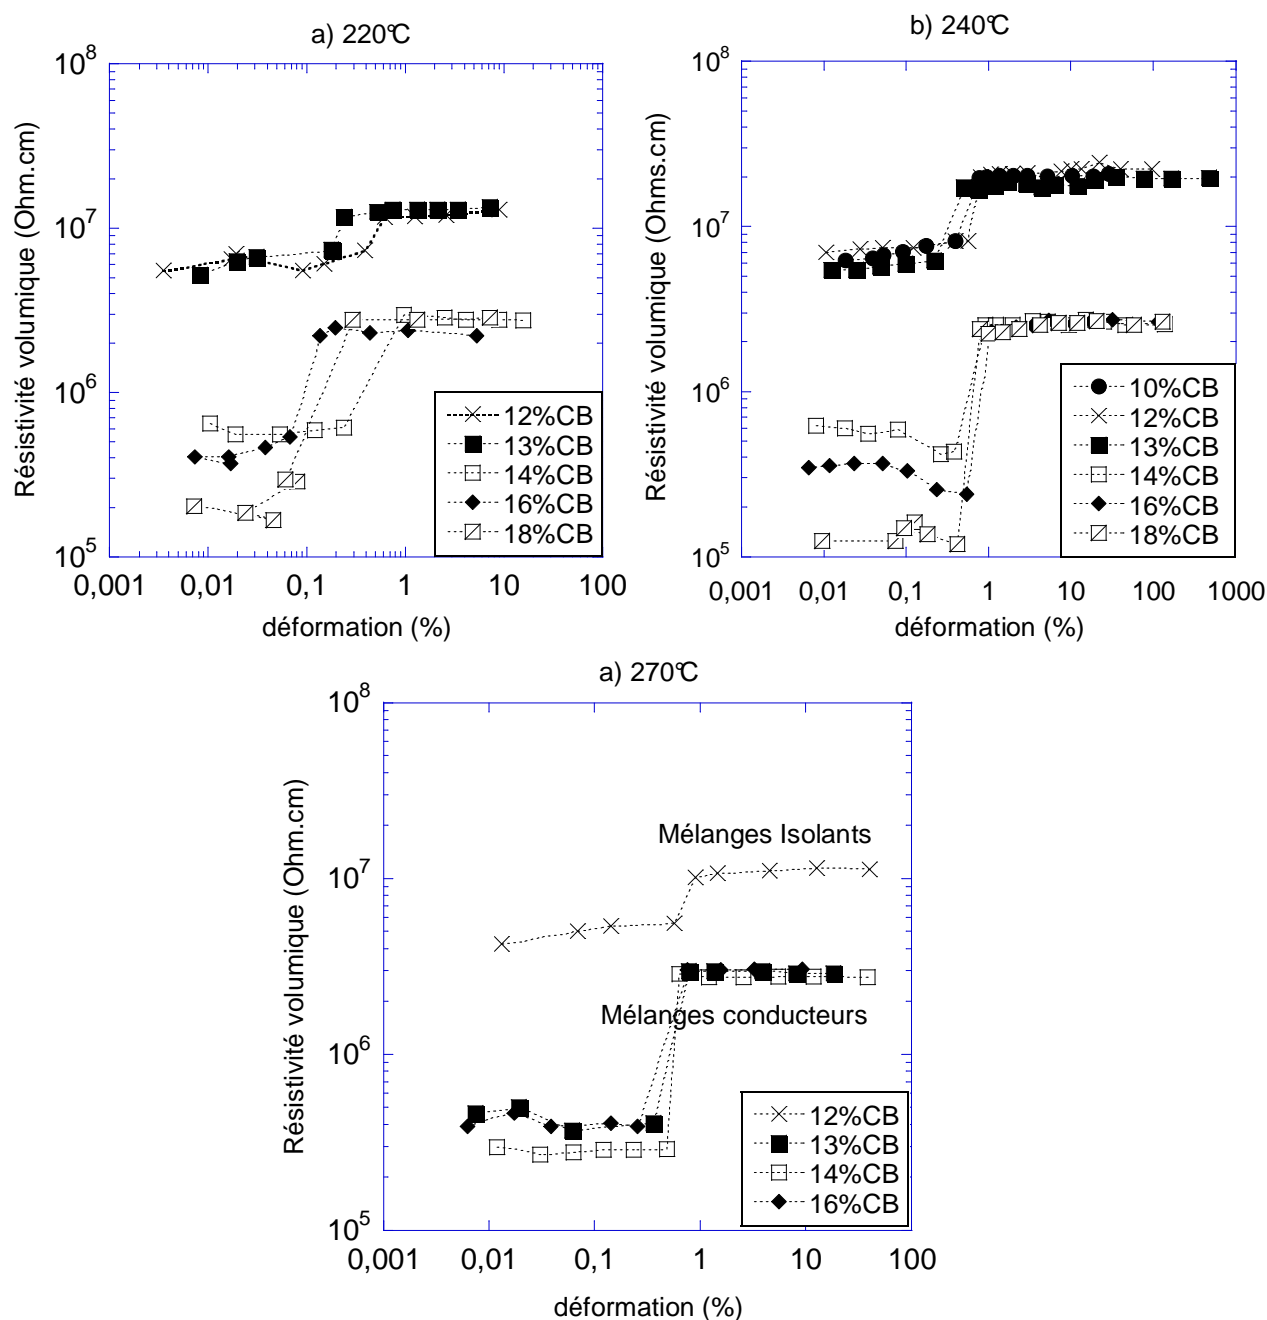 a) 220°C
10^8
10^7
10^6
10^5
Résistivité volumique (Ohm.cm)
12%CB
13%CB
14%CB
16%CB
18%CB
0,001 0,01 0,1 1 10 100
déformation (%)
b) 240°C
10^8
10^7
10^6
10^5
Résistivité volumique (Ohms.cm)
10%CB
12%CB
13%CB
14%CB
16%CB
18%CB
0,001 0,01 0,1 1 10 100 1000
déformation (%)
a) 270°C
10^8
10^7
10^6
10^5
Résistivité volumique (Ohm.cm)
Mélanges Isolants
Mélanges conducteurs
12%CB
13%CB
14%CB
16%CB
0,001 0,01 0,1 1 10 100
déformation (%)